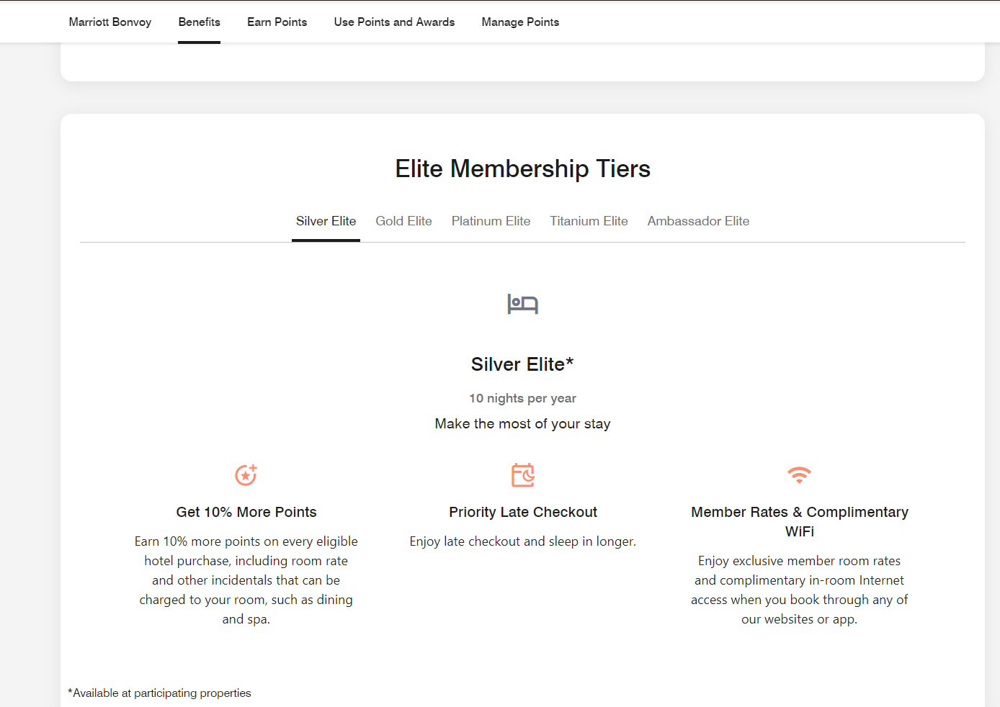 Marriott Bonvoy Benefits Earn Points Use Points and Awards Manage Points
Elite Membership Tiers
Silver Elite Gold Elite Platinum Elite Titanium Elite Ambassador Elite
Silver Elite*
10 nights per year
Make the most of your stay
Get 10% More Points
Earn 10% more points on every eligible
hotel purchase, including room rate
and other incidentals that can be
charged to your room, such as dining
and spa.
Priority Late Checkout
Enjoy late checkout and sleep in longer.
Member Rates & Complimentary
WiFi
Enjoy exclusive member room rates
and complimentary in-room Internet
access when you book through any of
our websites or app.
*Available at participating properties